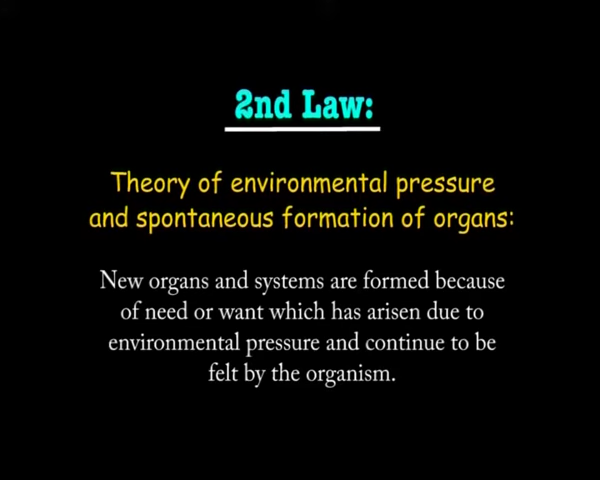 2nd Law:
Theory of environmental pressure
and spontaneous formation of organs:
New organs and systems are formed because
of need or want which has arisen due to
environmental pressure and continue to be
felt by the organism.